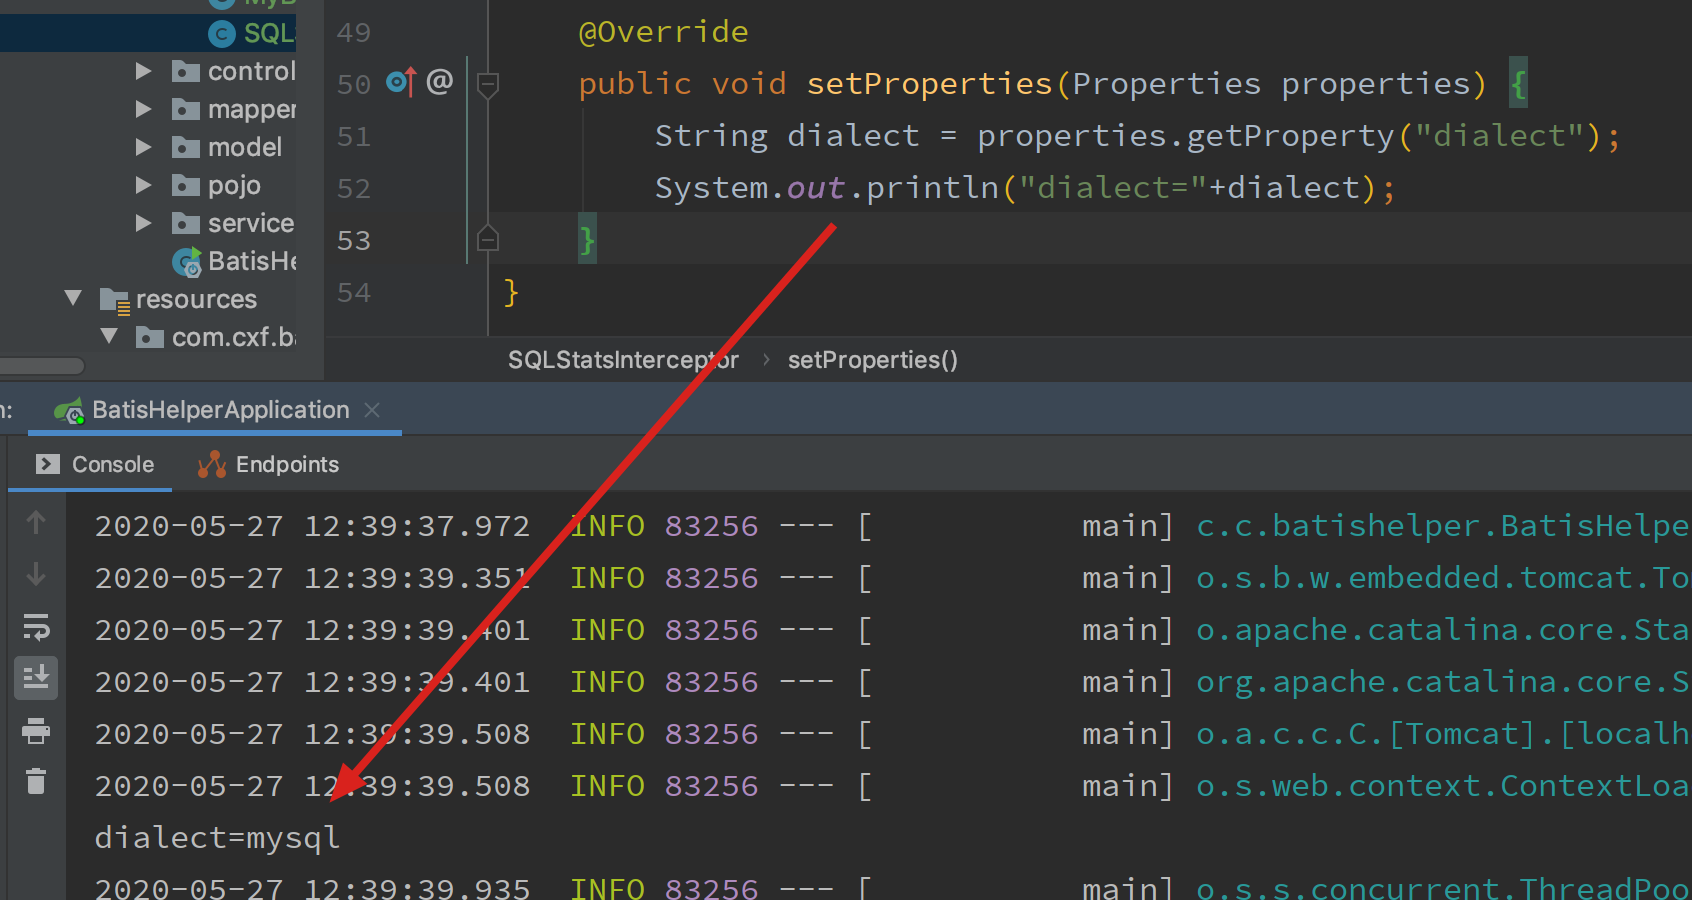 MyB
SQLS
control
mapper
model
pojo
service
BatisHe
resources
com.cxf.ba
49 @Override
50 @ public void setProperties(Properties properties) {
51 String dialect = properties.getProperty("dialect");
52 System.out.println("dialect="+dialect);
53 }
54 }
SQLStatsInterceptor › setProperties()
n: BatisHelperApplication
Console Endpoints
2020-05-27 12:39:37.972 INFO 83256 --- [ main] c.c.batishelper.BatisHelpe
2020-05-27 12:39:39.351 INFO 83256 --- [ main] o.s.b.w.embedded.tomcat.To
2020-05-27 12:39:39.401 INFO 83256 --- [ main] o.apache.catalina.core.Sta
2020-05-27 12:39:39.401 INFO 83256 --- [ main] org.apache.catalina.core.S
2020-05-27 12:39:39.508 INFO 83256 --- [ main] o.a.c.c.C.[Tomcat].[localh
2020-05-27 12:39:39.508 INFO 83256 --- [ main] o.s.web.context.ContextLoa
dialect=mysql
2020-05-27 12:39:39.935 INFO 83256 --- [ main] o.s.s.concurrent.ThreadPoo